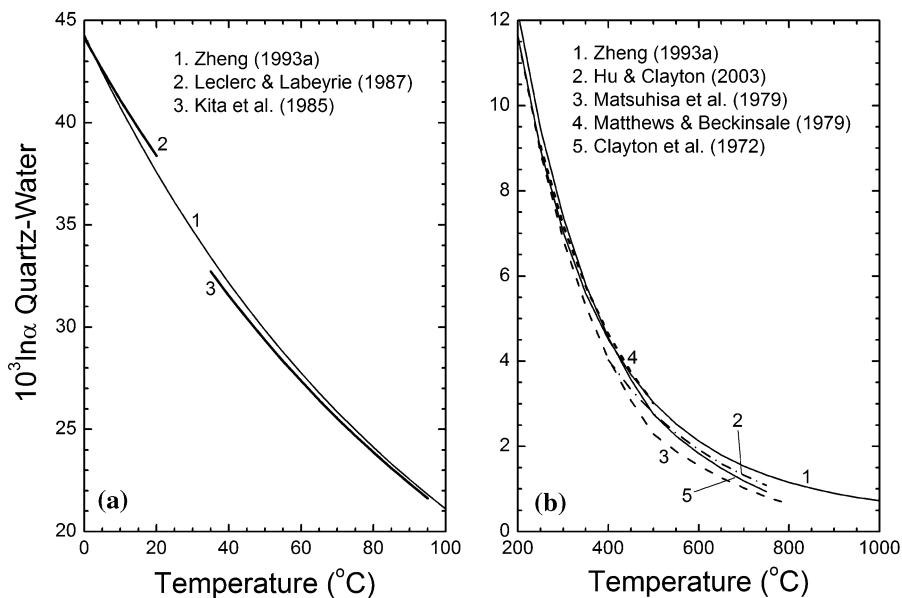 10³lnα Quartz-Water
45
40
35
30
25
20
1. Zheng (1993a)
2. Leclerc & Labeyrie (1987)
3. Kita et al. (1985)
2
1
3
(a)
0 20 40 60 80 100
Temperature (°C)
12
10
8
6
4
2
0
1. Zheng (1993a)
2. Hu & Clayton (2003)
3. Matsuhisa et al. (1979)
4. Matthews & Beckinsale (1979)
5. Clayton et al. (1972)
4
2
3
1
5
(b)
200 400 600 800 1000
Temperature (°C)